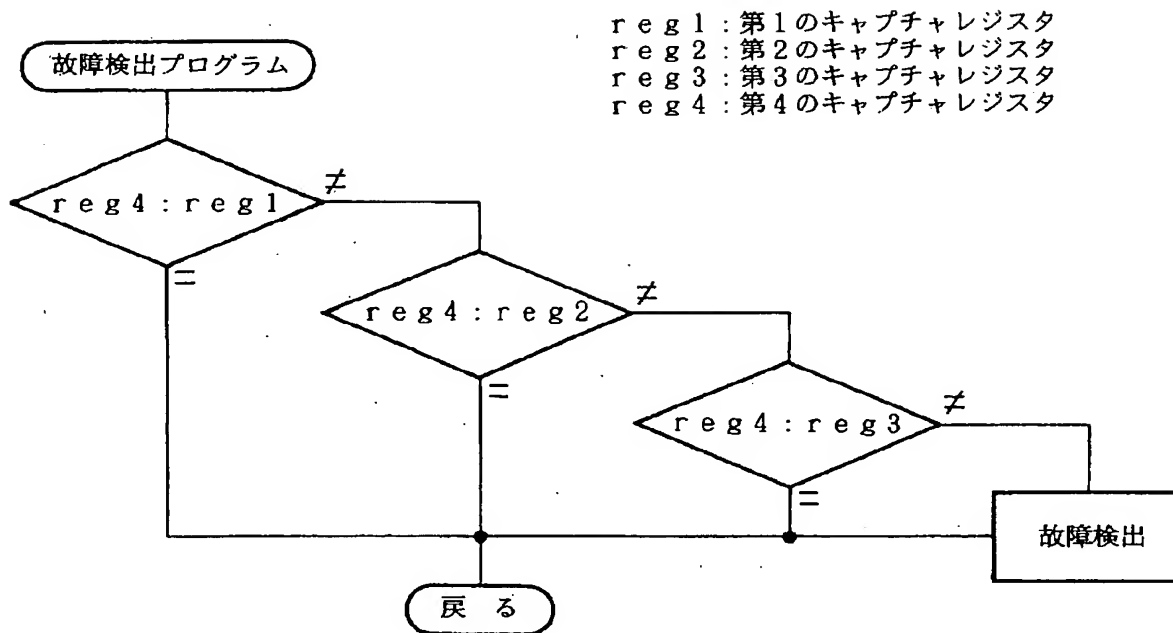 reg1:第1のキャプチャレジスタ
reg2:第2のキャプチャレジスタ
reg3:第3のキャプチャレジスタ
reg4:第4のキャプチャレジスタ
故障検出プログラム
reg4:reg1
≠
=
reg4:reg2
≠
=
reg4:reg3
≠
=
故障検出
戻る